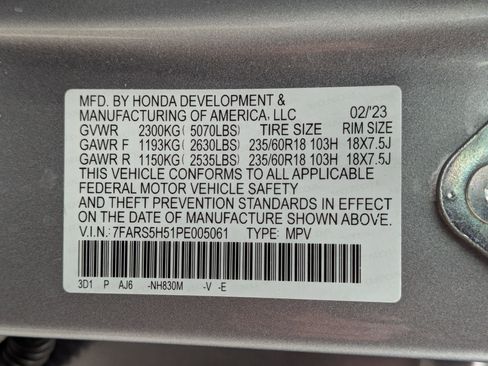 MFD. BY HONDA DEVELOPMENT &
MANUFACTURING OF AMERICA, LLC 02/'23
GVWR 2300KG( 5070LBS) TIRE SIZE RIM SIZE
GAWR F 1193KG( 2630LBS) 235/60R18 103H 18X7.5J
GAWR R 1150KG( 2535LBS) 235/60R18 103H 18X7.5J
THIS VEHICLE CONFORMS TO ALL APPLICABLE
FEDERAL MOTOR VEHICLE SAFETY
AND THEFT PREVENTION STANDARDS IN EFFECT
ON THE DATE OF MANUFACTURE SHOWN ABOVE.
V.I.N.: 7FARS5H51PE005061 TYPE: MPV
3D1 P AJ6 -NH830M -V -E